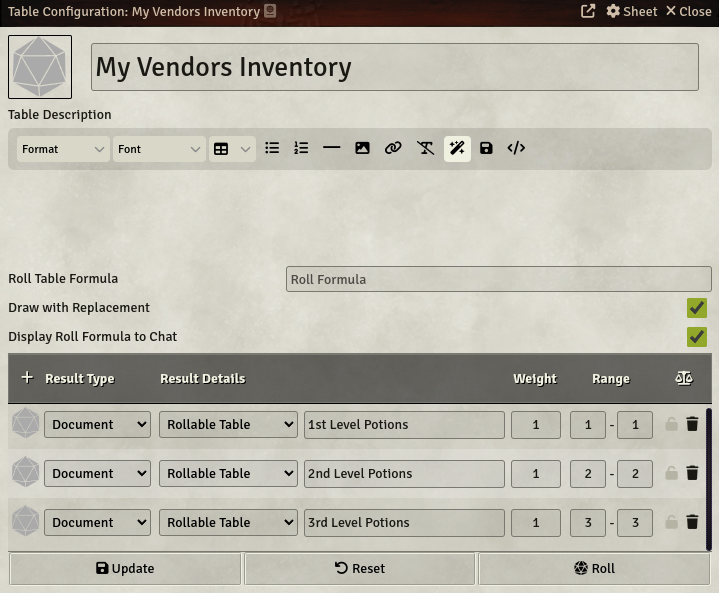 Table Configuration: My Vendors Inventory Sheet Close
My Vendors Inventory
Table Description
Format Font
Roll Table Formula Roll Formula
Draw with Replacement
Display Roll Formula to Chat
+ Result Type Result Details Weight Range
Document Rollable Table 1st Level Potions 1 1 - 1
Document Rollable Table 2nd Level Potions 1 2 - 2
Document Rollable Table 3rd Level Potions 1 3 - 3
Update Reset Roll